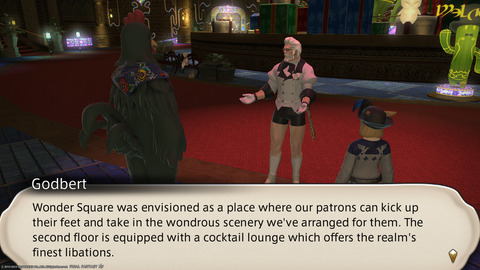 Godbert
Wonder Square was envisioned as a place where our patrons can kick up
their feet and take in the wondrous scenery we've arranged for them. The
second floor is equipped with a cocktail lounge which offers the realm's
finest libations.